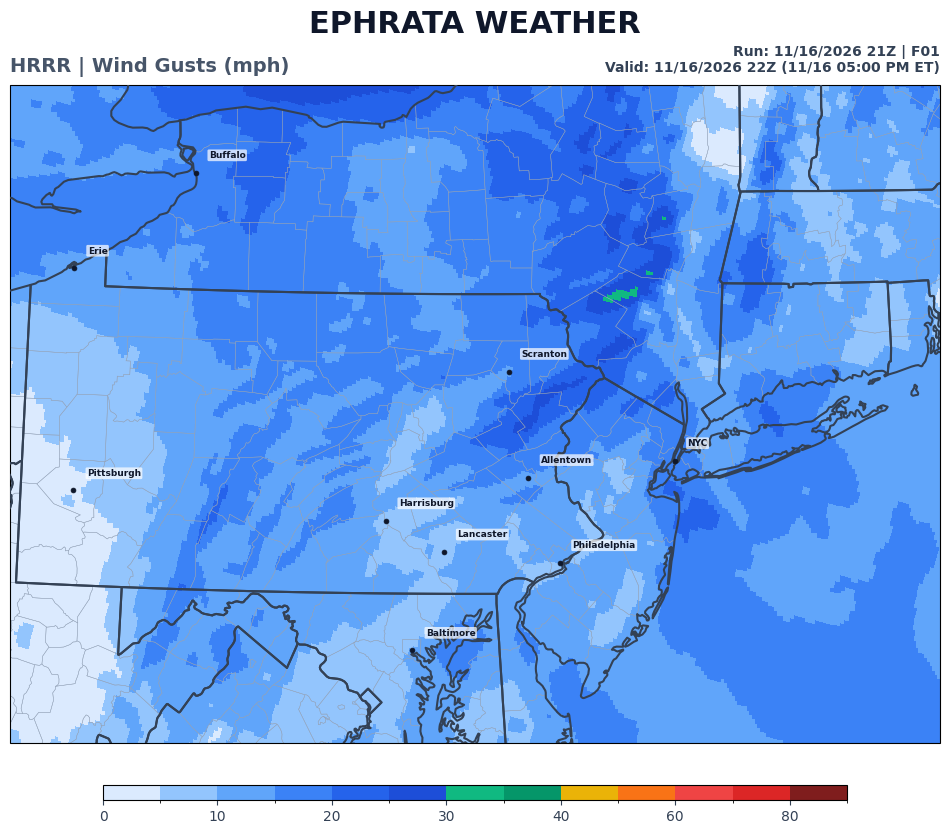 EPHRATA WEATHER
HRRR | Wind Gusts (mph)
Run: 11/16/2026 21Z | F01
Valid: 11/16/2026 22Z (11/16 05:00 PM ET)
Buffalo
Erie
Scranton
NYC
Allentown
Pittsburgh
Harrisburg
Lancaster
Philadelphia
Baltimore
0 10 20 30 40 50 60 70 80